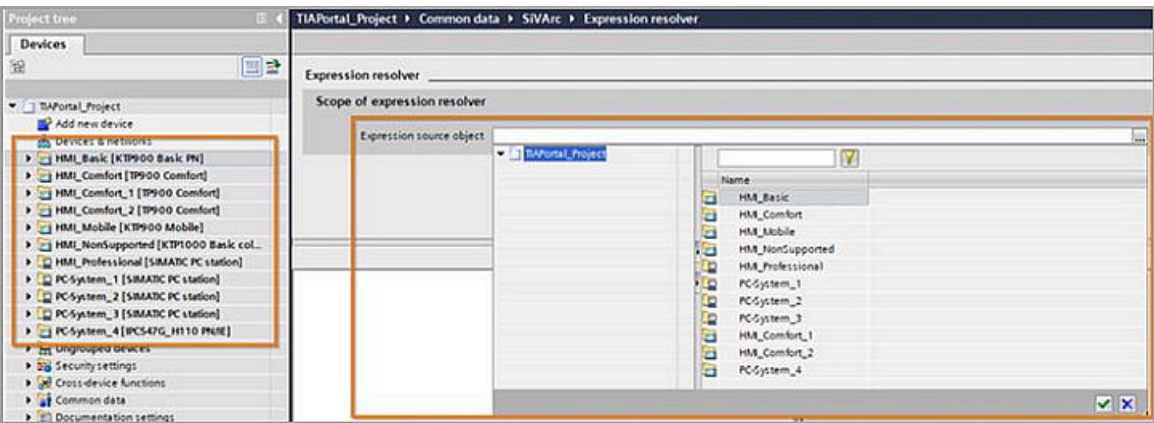 Project tree
TIAPortal_Project ▸ Common data ▸ SiVArc ▸ Expression resolver
Devices
Expression resolver
Scope of expression resolver
TIAPortal_Project
Add new device
Devices & networks
HMI_Basic [KTP900 Basic PN]
HMI_Comfort [TP900 Comfort]
HMI_Comfort_1 [TP900 Comfort]
HMI_Comfort_2 [TP900 Comfort]
HMI_Mobile [KTP900 Mobile]
HMI_NonSupported [KTP1000 Basic col...
HMI_Professional [SIMATIC PC station]
PC-System_1 [SIMATIC PC station]
PC-System_2 [SIMATIC PC station]
PC-System_3 [SIMATIC PC station]
PC-System_4 [IPC547G_H110 PN/IE]
Ungrouped devices
Security settings
Cross-device functions
Common data
Documentation settings
Expression source object
...
TIAPortal_Project
Name
HMI_Basic
HMI_Comfort
HMI_Mobile
HMI_NonSupported
HMI_Professional
PC-System_1
PC-System_2
PC-System_3
HMI_Comfort_1
HMI_Comfort_2
PC-System_4